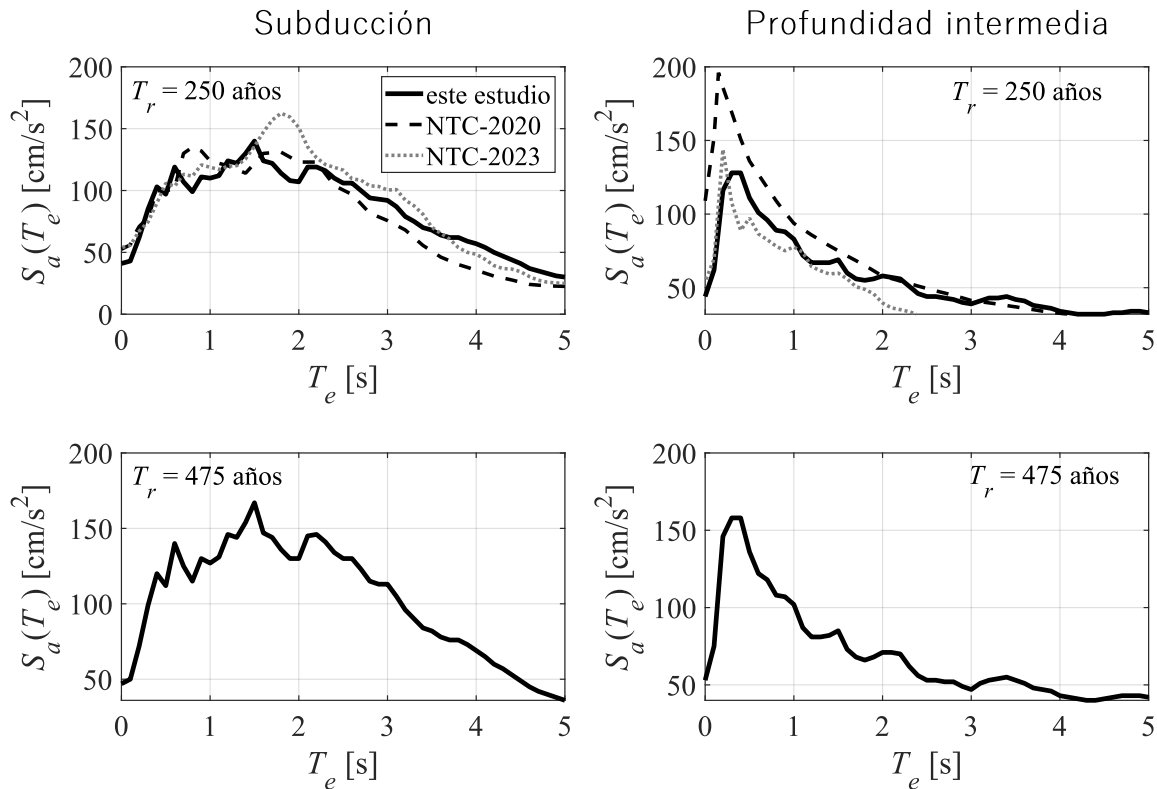 Subducción
Profundidad intermedia
200
150
100
50
0
S_a(T_e) [cm/s^2]
T_r = 250 años
este estudio
NTC-2020
NTC-2023
0 1 2 3 4 5
T_e [s]
200
150
100
50
S_a(T_e) [cm/s^2]
T_r = 250 años
0 1 2 3 4 5
T_e [s]
200
150
100
50
S_a(T_e) [cm/s^2]
T_r = 475 años
0 1 2 3 4 5
T_e [s]
200
150
100
50
S_a(T_e) [cm/s^2]
T_r = 475 años
0 1 2 3 4 5
T_e [s]